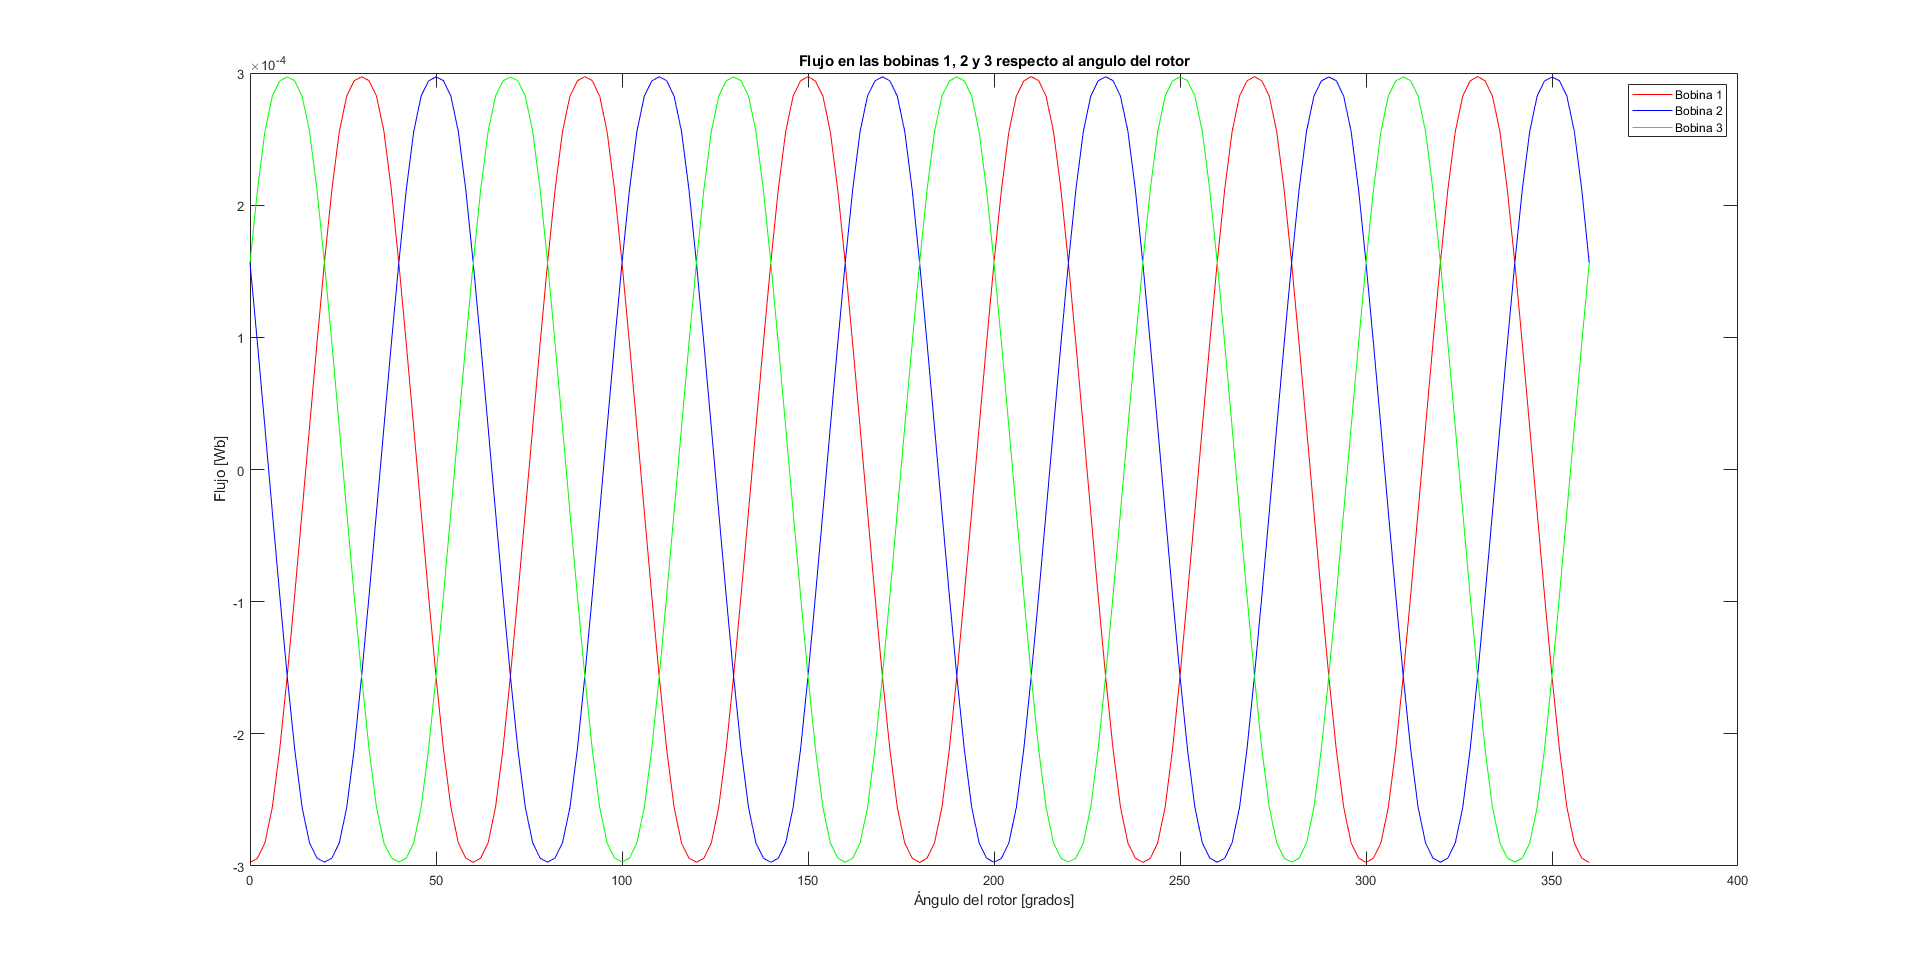 Flujo en las bobinas 1, 2 y 3 respecto al angulo del rotor
×10-4
3
2
1
0
-1
-2
-3
Flujo [Wb]
0 50 100 150 200 250 300 350 400
Ángulo del rotor [grados]
Bobina 1
Bobina 2
Bobina 3